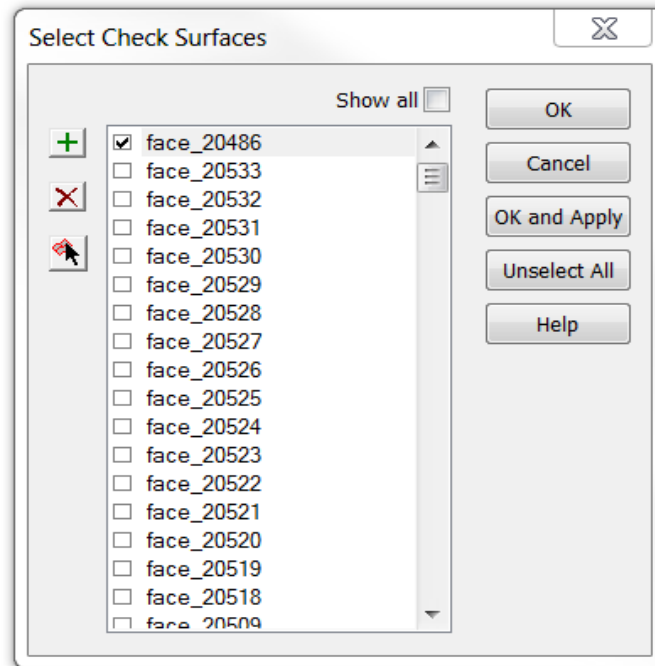 Select Check Surfaces
Show all
face_20486
face_20533
face_20532
face_20531
face_20530
face_20529
face_20528
face_20527
face_20526
face_20525
face_20524
face_20523
face_20522
face_20521
face_20520
face_20519
face_20518
face_20509
OK
Cancel
OK and Apply
Unselect All
Help